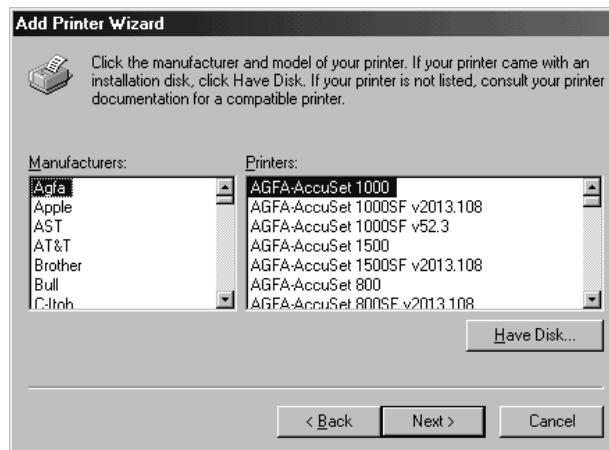 Add Printer Wizard
Click the manufacturer and model of your printer. If your printer came with an
installation disk, click Have Disk. If your printer is not listed, consult your printer
documentation for a compatible printer.
Manufacturers:
Agfa
Apple
AST
AT&T
Brother
Bull
C-Itoh
Printers:
AGFA-AccuSet 1000
AGFA-AccuSet 1000SF v2013.108
AGFA-AccuSet 1000SF v52.3
AGFA-AccuSet 1500
AGFA-AccuSet 1500SF v2013.108
AGFA-AccuSet 800
AGFA-AccuSet 800SF v2013.108
Have Disk...
< Back
Next >
Cancel